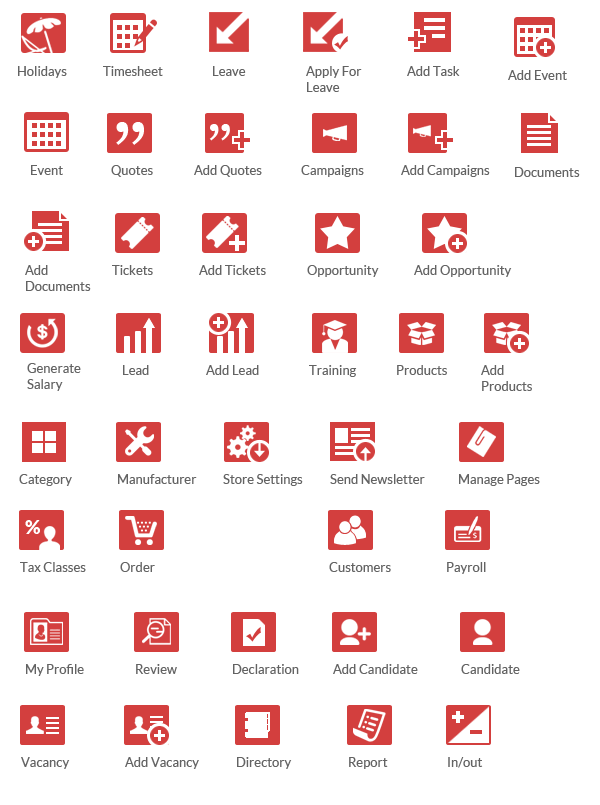 Holidays
Timesheet
Leave
Apply For
Leave
Add Task
Add Event
Event
Quotes
Add Quotes
Campaigns
Add Campaigns
Documents
Add
Documents
Tickets
Add Tickets
Opportunity
Add Opportunity
Generate
Salary
Lead
Add Lead
Training
Products
Add
Products
Category
Manufacturer
Store Settings
Send Newsletter
Manage Pages
Tax Classes
Order
Customers
Payroll
My Profile
Review
Declaration
Add Candidate
Candidate
Vacancy
Add Vacancy
Directory
Report
In/out